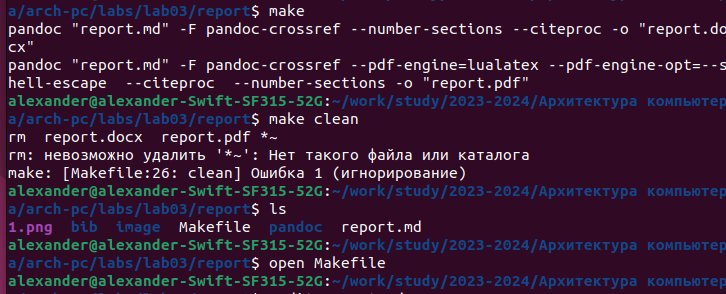 a/arch-pc/labs/lab03/report$ make
pandoc "report.md" -F pandoc-crossref --number-sections --citeproc -o "report.do
cx"
pandoc "report.md" -F pandoc-crossref --pdf-engine=lualatex --pdf-engine-opt=--s
hell-escape  --citeproc  --number-sections -o "report.pdf"
alexander@alexander-Swift-SF315-52G:~/work/study/2023-2024/Архитектура компьютер
a/arch-pc/labs/lab03/report$ make clean
rm  report.docx  report.pdf *~
rm: невозможно удалить '*~': Нет такого файла или каталога
make: [Makefile:26: clean] Ошибка 1 (игнорирование)
alexander@alexander-Swift-SF315-52G:~/work/study/2023-2024/Архитектура компьютер
a/arch-pc/labs/lab03/report$ ls
1.png  bib  image  Makefile  pandoc  report.md
alexander@alexander-Swift-SF315-52G:~/work/study/2023-2024/Архитектура компьютер
a/arch-pc/labs/lab03/report$ open Makefile
alexander@alexander-Swift-SF315-52G:~/work/study/2023-2024/Архитектура компьютер